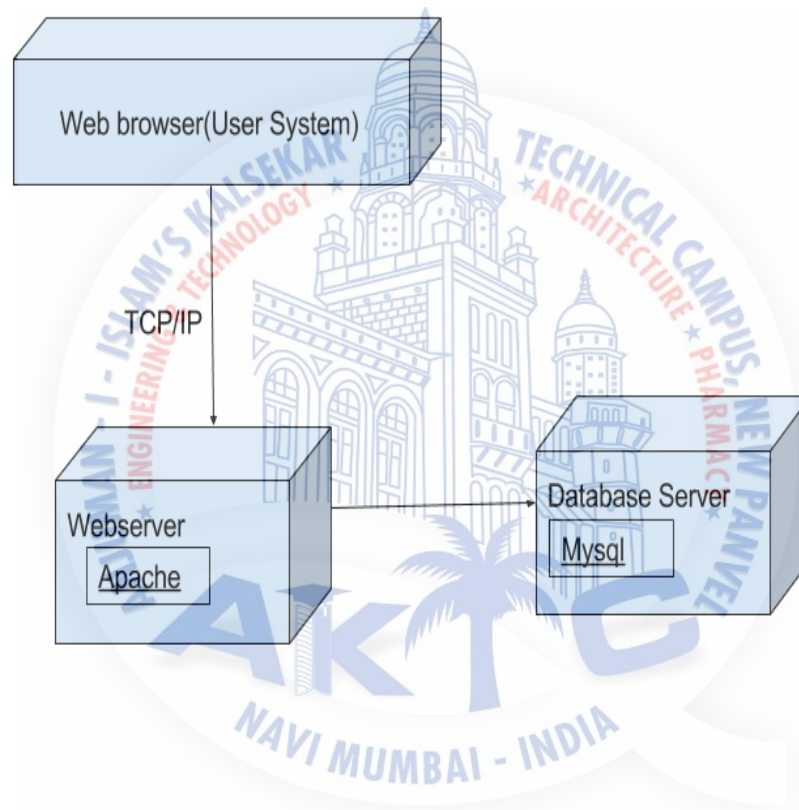 Web browser(User System)
TCP/IP
Webserver
Apache
Database Server
Mysql
ANJUMAN - I - ISLAM'S KALSEKAR TECHNICAL CAMPUS, NEW PANVEL
ENGINEERING & TECHNOLOGY ★ ★ ARCHITECTURE ★ PHARMACY ★
AKTC
NAVI MUMBAI - INDIA